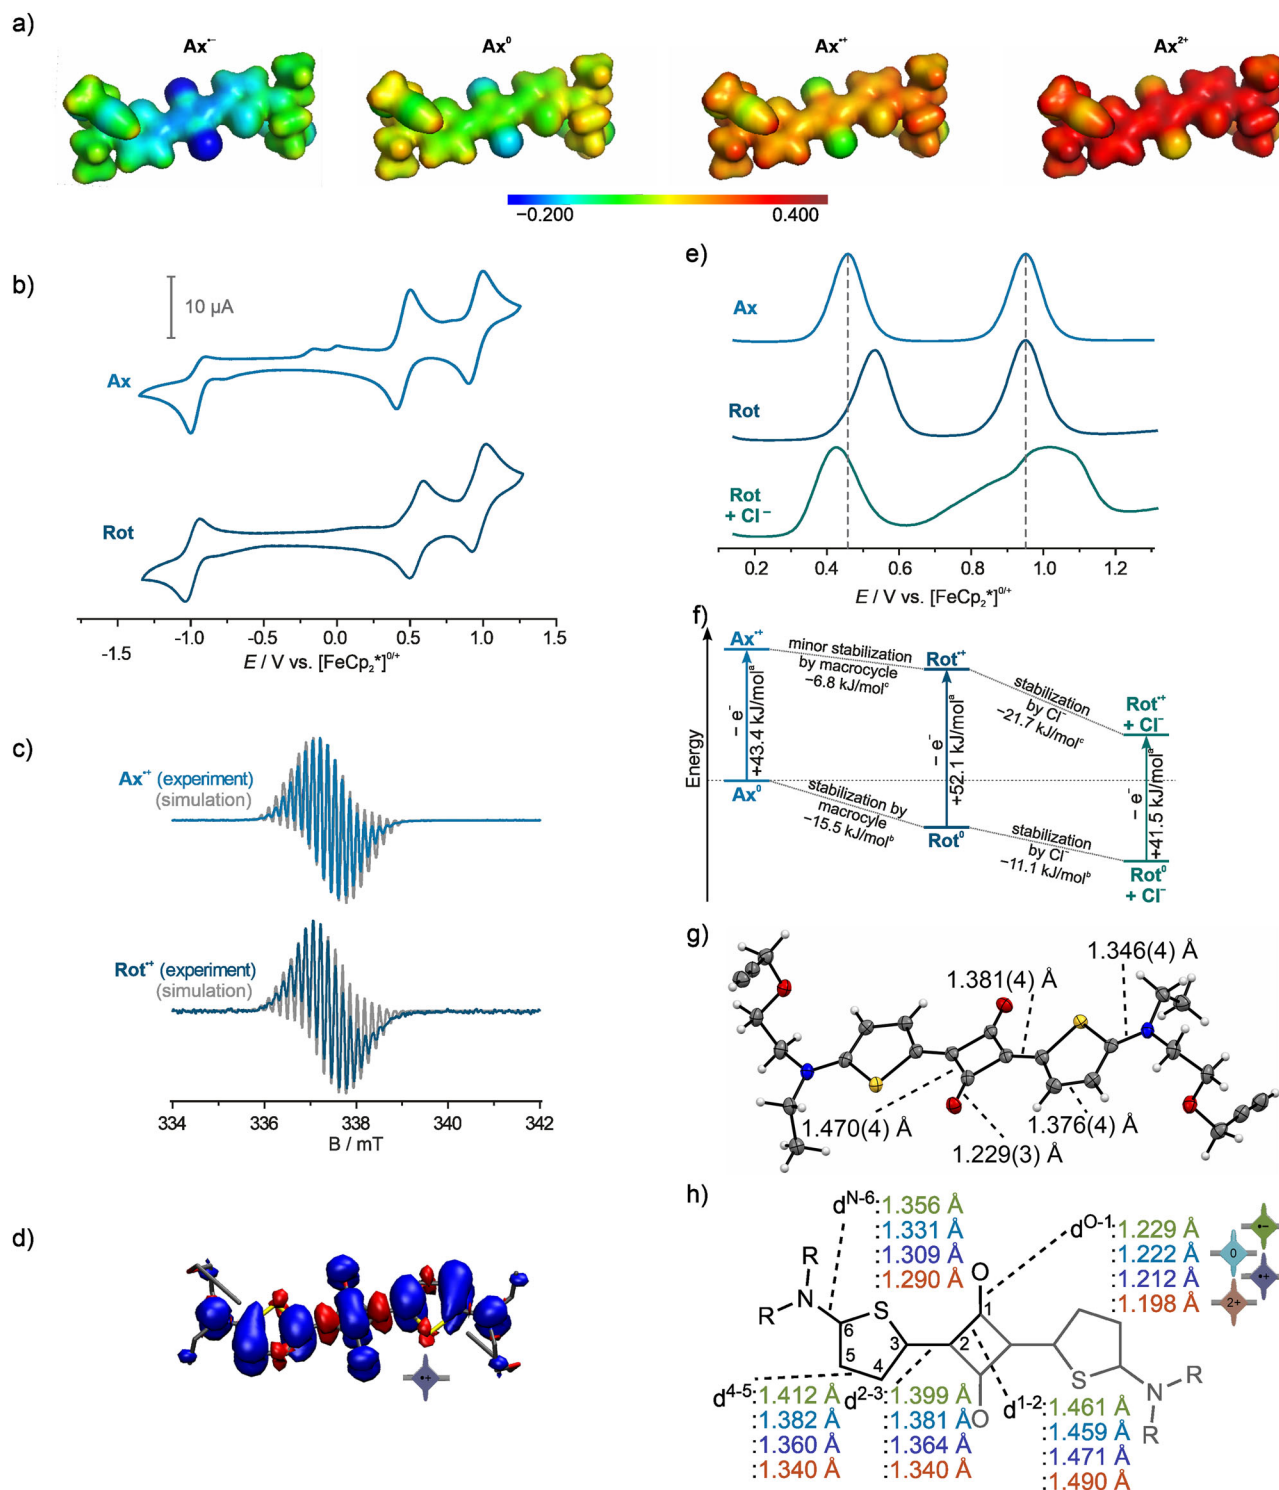 a)
Ax•−
Ax⁰
Ax•+
Ax²⁺
−0.200
0.400
b)
10 µA
Ax
Rot
-1.5
-1.0
-0.5
0.0
0.5
1.0
1.5
E / V vs. [FeCp₂*]⁰ᐟ⁺
c)
Ax•+ (experiment)
(simulation)
Rot•+ (experiment)
(simulation)
334
336
338
340
342
B / mT
d)
•+
e)
Ax
Rot
Rot
+ Cl⁻
0.2
0.4
0.6
0.8
1.0
1.2
E / V vs. [FeCp₂*]⁰ᐟ⁺
f)
Energy
Ax•+
− e⁻
+43.4 kJ/molᵃ
Ax⁰
minor stabilization
by macrocycle
−6.8 kJ/molᶜ
stabilization by
macrocyle
−15.5 kJ/molᵇ
Rot•+
− e⁻
+52.1 kJ/molᵃ
Rot⁰
stabilization
by Cl⁻
−21.7 kJ/molᶜ
stabilization
by Cl⁻
−11.1 kJ/molᵇ
Rot•+
+ Cl⁻
− e⁻
+41.5 kJ/molᵃ
Rot⁰
+ Cl⁻
g)
1.346(4) Å
1.381(4) Å
1.470(4) Å
1.376(4) Å
1.229(3) Å
h)
dᴺ⁻⁶:1.356 Å
:1.331 Å
:1.309 Å
:1.290 Å
dᴼ⁻¹:1.229 Å
:1.222 Å
:1.212 Å
:1.198 Å
•−
0
•+
2+
R
R
N
S
O
1
2
3
4
5
6
O
S
N
R
R
d⁴⁻⁵:1.412 Å
:1.382 Å
:1.360 Å
:1.340 Å
d²⁻³:1.399 Å
:1.381 Å
:1.364 Å
:1.340 Å
d¹⁻²:1.461 Å
:1.459 Å
:1.471 Å
:1.490 Å